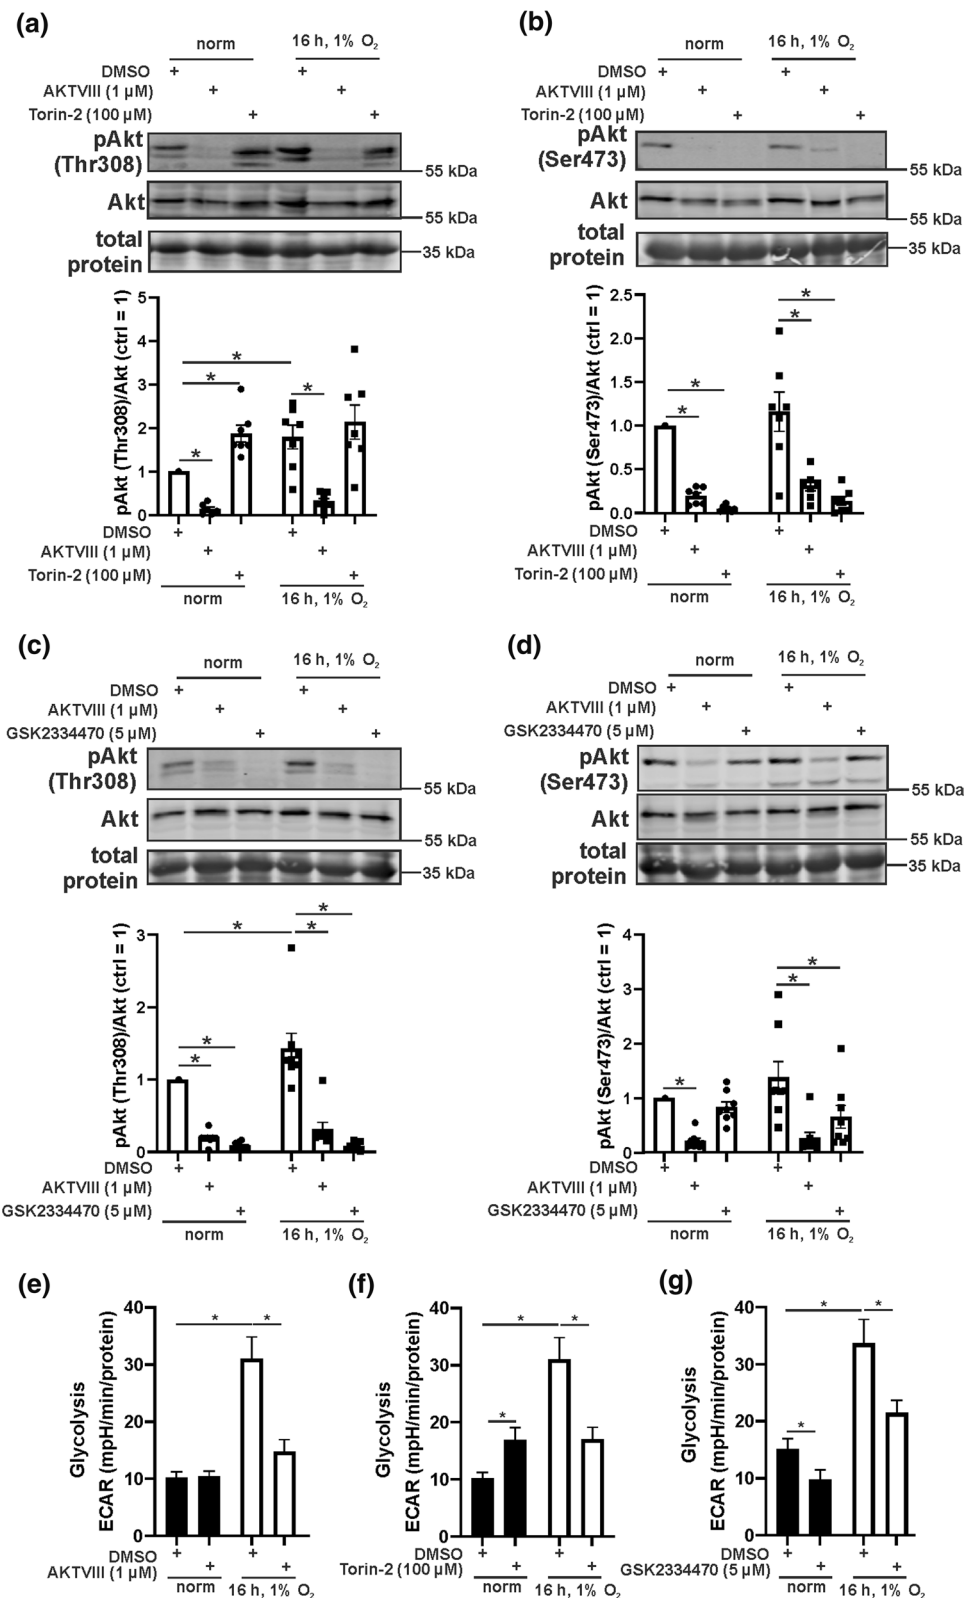 (a)
norm
16 h, 1% O₂
DMSO + +
AKTVIII (1 µM) + +
Torin-2 (100 µM) + +
pAkt
(Thr308)
55 kDa
Akt
55 kDa
total
protein
35 kDa
pAkt (Thr308)/Akt (ctrl = 1)
5
4
3
2
1
0
* * * *
DMSO + +
AKTVIII (1 µM) + +
Torin-2 (100 µM) + +
norm
16 h, 1% O₂
(b)
norm
16 h, 1% O₂
DMSO + +
AKTVIII (1 µM) + +
Torin-2 (100 µM) + +
pAkt
(Ser473)
55 kDa
Akt
55 kDa
total
protein
35 kDa
pAkt (Ser473)/Akt (ctrl = 1)
2.5
2.0
1.5
1.0
0.5
0.0
* * * *
DMSO + +
AKTVIII (1 µM) + +
Torin-2 (100 µM) + +
norm
16 h, 1% O₂
(c)
norm
16 h, 1% O₂
DMSO + +
AKTVIII (1 µM) + +
GSK2334470 (5 µM) + +
pAkt
(Thr308)
55 kDa
Akt
55 kDa
total
protein
35 kDa
pAkt (Thr308)/Akt (ctrl = 1)
3
2
1
0
* * * * *
DMSO + +
AKTVIII (1 µM) + +
GSK2334470 (5 µM) + +
norm
16 h, 1% O₂
(d)
norm
16 h, 1% O₂
DMSO + +
AKTVIII (1 µM) + +
GSK2334470 (5 µM) + +
pAkt
(Ser473)
55 kDa
Akt
55 kDa
total
protein
35 kDa
pAkt (Ser473)/Akt (ctrl = 1)
4
3
2
1
0
* * *
DMSO + +
AKTVIII (1 µM) + +
GSK2334470 (5 µM) + +
norm
16 h, 1% O₂
(e)
Glycolysis
ECAR (mpH/min/protein)
40
30
20
10
0
* *
DMSO + +
AKTVIII (1 µM) + +
norm
16 h, 1% O₂
(f)
Glycolysis
ECAR (mpH/min/protein)
40
30
20
10
0
* * *
DMSO + +
Torin-2 (100 µM) + +
norm
16 h, 1% O₂
(g)
Glycolysis
ECAR (mpH/min/protein)
40
30
20
10
0
* * *
DMSO + +
GSK2334470 (5 µM) + +
norm
16 h, 1% O₂